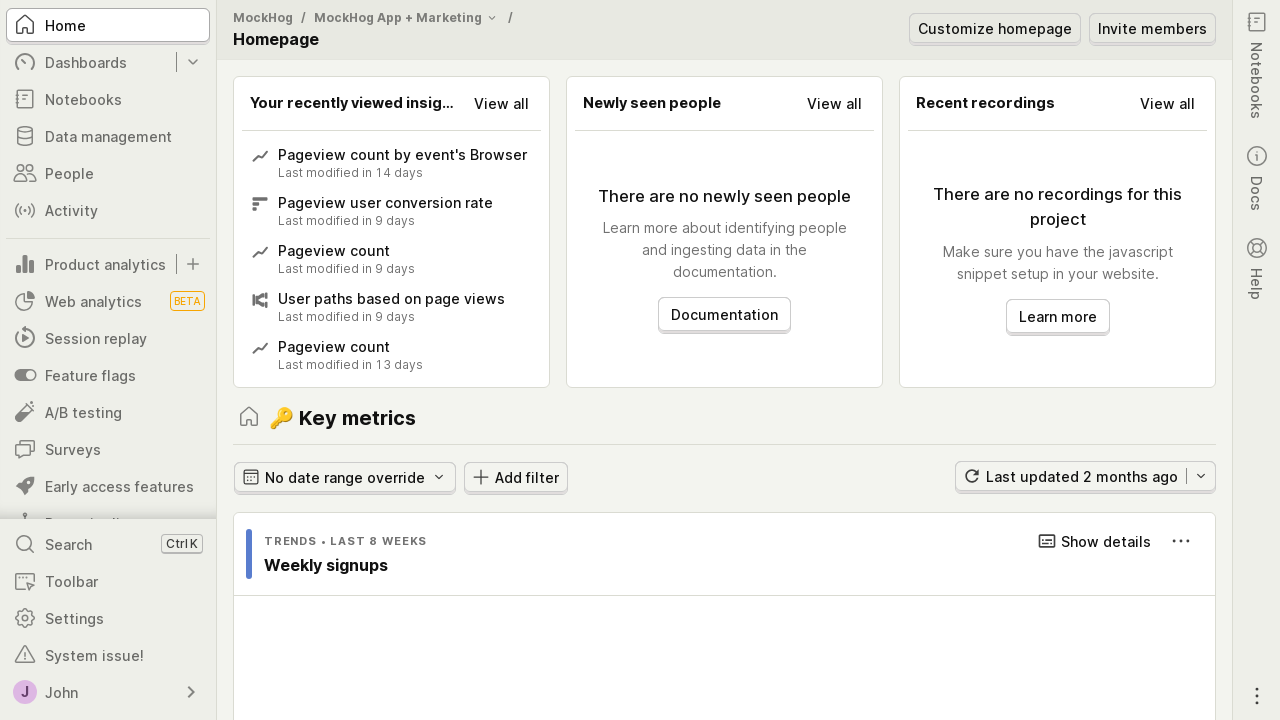 Home
Dashboards
Notebooks
Data management
People
Activity
Product analytics
Web analytics
BETA
Session replay
Feature flags
A/B testing
Surveys
Early access features
Search
Ctrl K
Toolbar
Settings
System issue!
J
John
MockHog / MockHog App + Marketing /
Homepage
Customize homepage
Invite members
Your recently viewed insig...
View all
Pageview count by event's Browser
Last modified in 14 days
Pageview user conversion rate
Last modified in 9 days
Pageview count
Last modified in 9 days
User paths based on page views
Last modified in 9 days
Pageview count
Last modified in 13 days
Newly seen people
View all
There are no newly seen people
Learn more about identifying people
and ingesting data in the
documentation.
Documentation
Recent recordings
View all
There are no recordings for this
project
Make sure you have the javascript
snippet setup in your website.
Learn more
🔑 Key metrics
No date range override
Add filter
Last updated 2 months ago
TRENDS • LAST 8 WEEKS
Show details
Weekly signups
Notebooks
Docs
Help